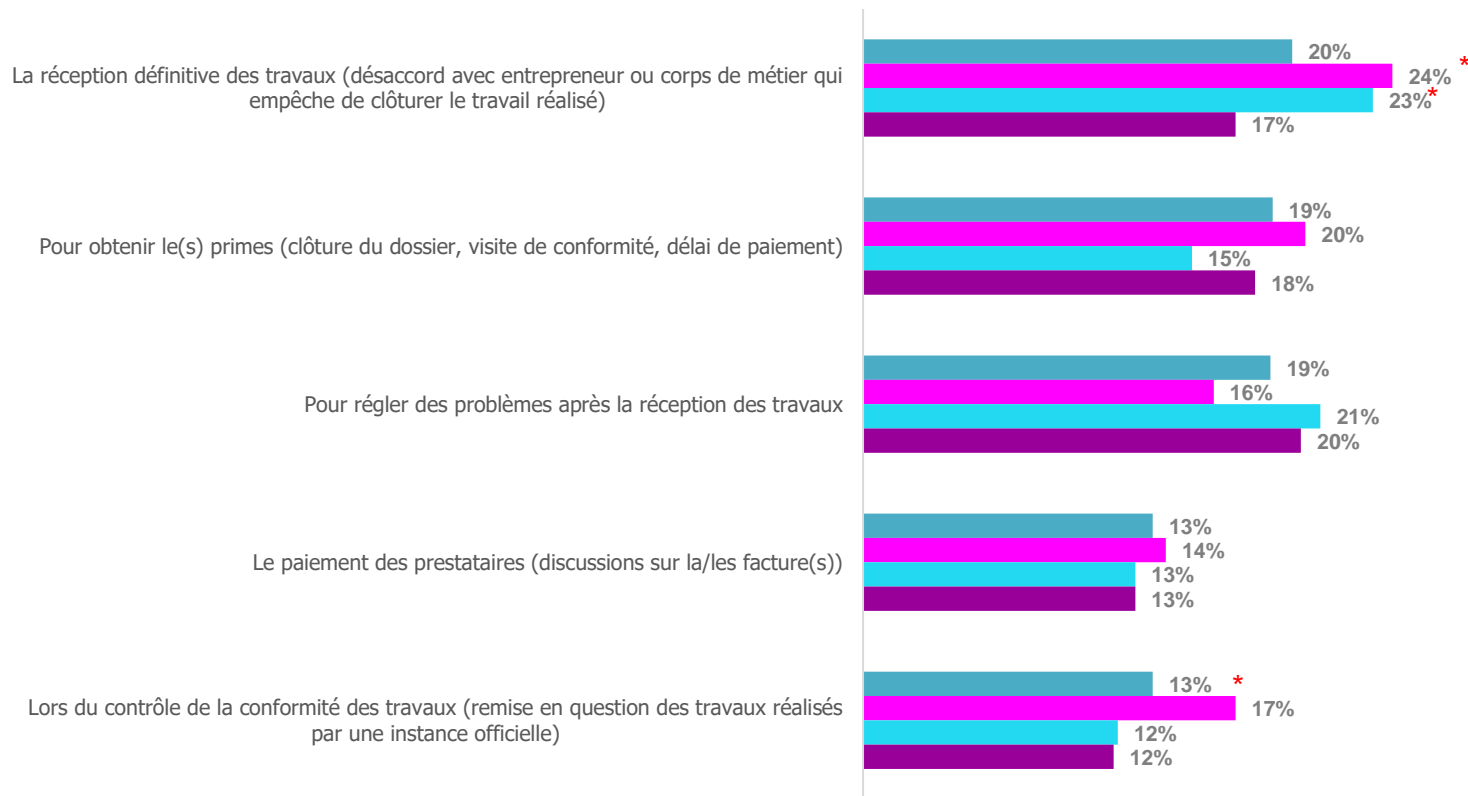 La réception définitive des travaux (désaccord avec entrepreneur ou corps de métier qui
empêche de clôturer le travail réalisé)
20%
24% *
23% *
17%
Pour obtenir le(s) primes (clôture du dossier, visite de conformité, délai de paiement)
19%
20%
15%
18%
Pour régler des problèmes après la réception des travaux
19%
16%
21%
20%
Le paiement des prestataires (discussions sur la/les facture(s))
13%
14%
13%
13%
Lors du contrôle de la conformité des travaux (remise en question des travaux réalisés
par une instance officielle)
13% *
17%
12%
12%